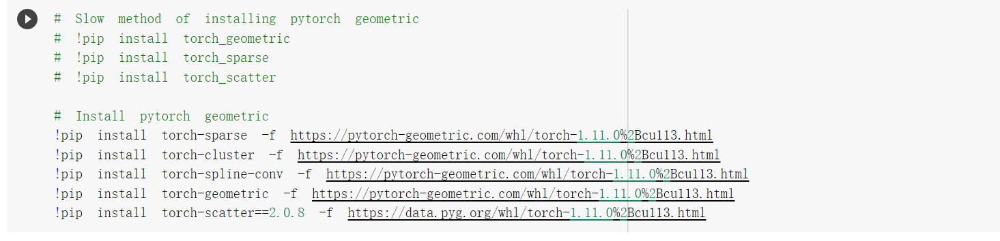 # Slow method of installing pytorch geometric
# !pip install torch_geometric
# !pip install torch_sparse
# !pip install torch_scatter
# Install pytorch geometric
!pip install torch-sparse -f https://pytorch-geometric.com/whl/torch-1.11.0%2Bcu113.html
!pip install torch-cluster -f https://pytorch-geometric.com/whl/torch-1.11.0%2Bcu113.html
!pip install torch-spline-conv -f https://pytorch-geometric.com/whl/torch-1.11.0%2Bcu113.html
!pip install torch-geometric -f https://pytorch-geometric.com/whl/torch-1.11.0%2Bcu113.html
!pip install torch-scatter==2.0.8 -f https://data.pyg.org/whl/torch-1.11.0%2Bcu113.html